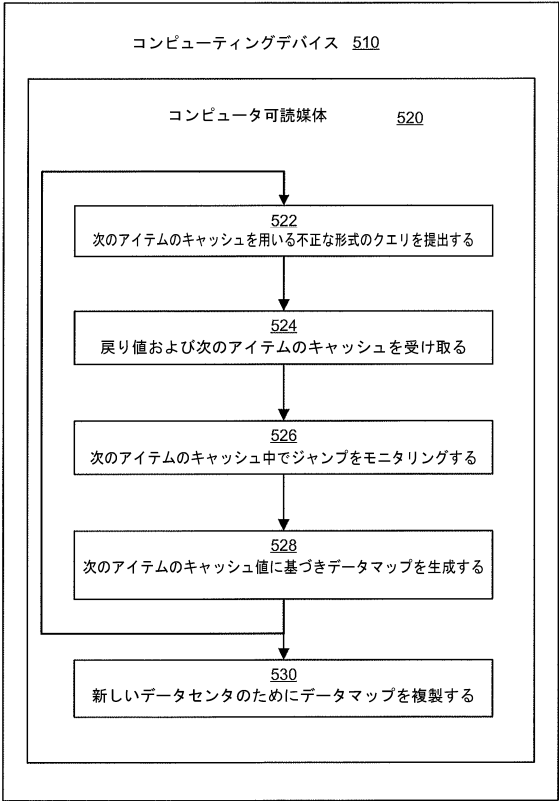 コンピューティングデバイス 510
コンピュータ可読媒体 520
522
次のアイテムのキャッシュを用いる不正な形式のクエリを提出する
524
戻り値および次のアイテムのキャッシュを受け取る
526
次のアイテムのキャッシュ中でジャンプをモニタリングする
528
次のアイテムのキャッシュ値に基づきデータマップを生成する
530
新しいデータセンタのためにデータマップを複製する